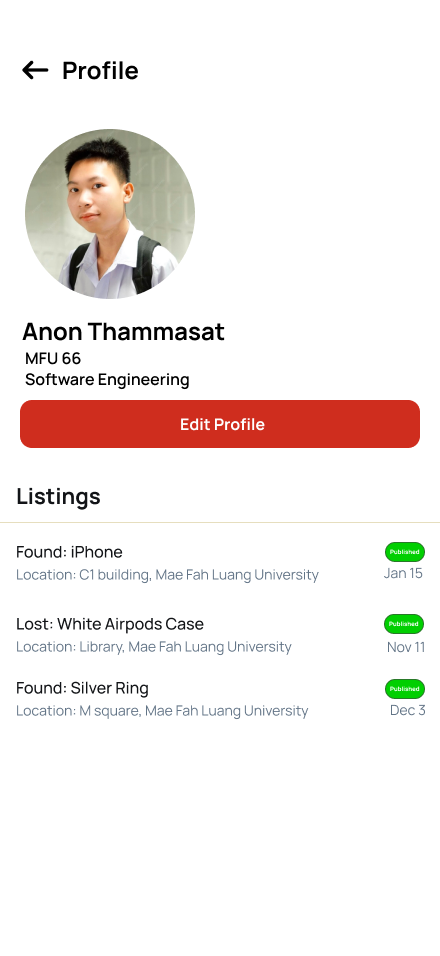 Profile
Anon Thammasat
MFU 66
Software Engineering
Edit Profile
Listings
Found: iPhone
Published
Location: C1 building, Mae Fah Luang University
Jan 15
Lost: White Airpods Case
Published
Location: Library, Mae Fah Luang University
Nov 11
Found: Silver Ring
Published
Location: M square, Mae Fah Luang University
Dec 3